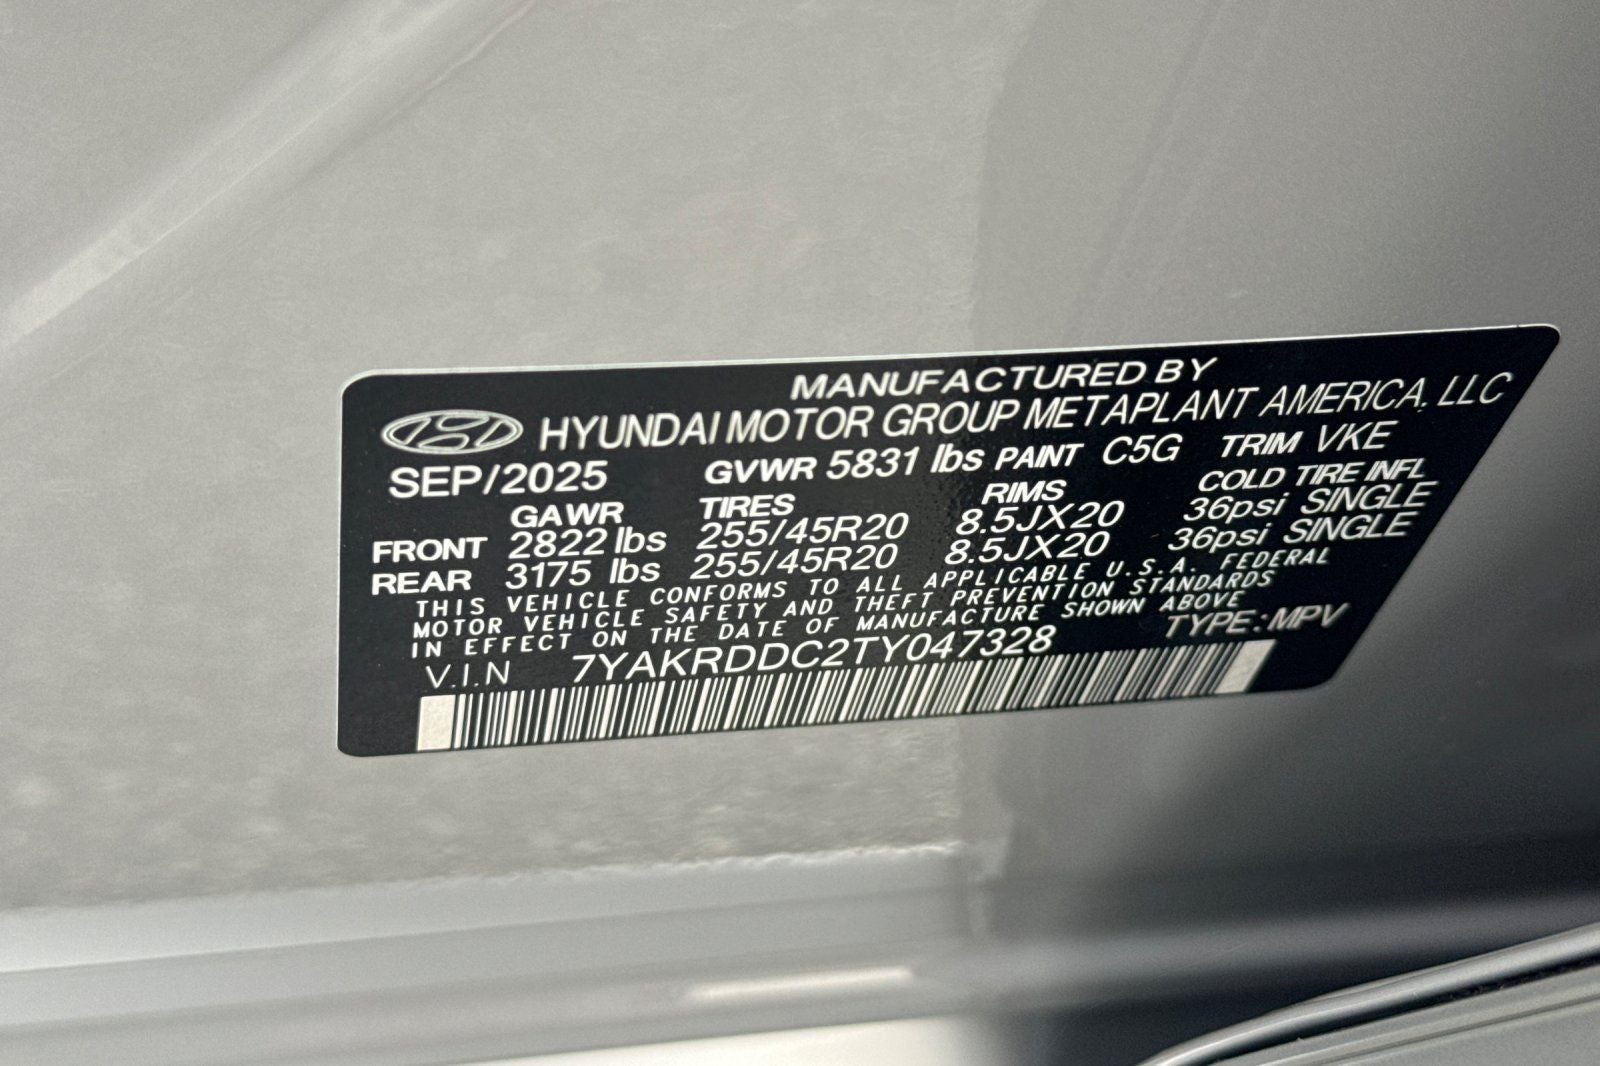 MANUFACTURED BY
HYUNDAI MOTOR GROUP METAPLANT AMERICA, LLC
SEP/2025 GVWR 5831 lbs PAINT C5G TRIM VKE
GAWR TIRES RIMS COLD TIRE INFL
FRONT 2822 lbs 255/45R20 8.5JX20 36psi SINGLE
REAR 3175 lbs 255/45R20 8.5JX20 36psi SINGLE
THIS VEHICLE CONFORMS TO ALL APPLICABLE U.S.A. FEDERAL
MOTOR VEHICLE SAFETY AND THEFT PREVENTION STANDARDS
IN EFFECT ON THE DATE OF MANUFACTURE SHOWN ABOVE
V.I.N 7YAKRDDC2TY047328 TYPE:MPV